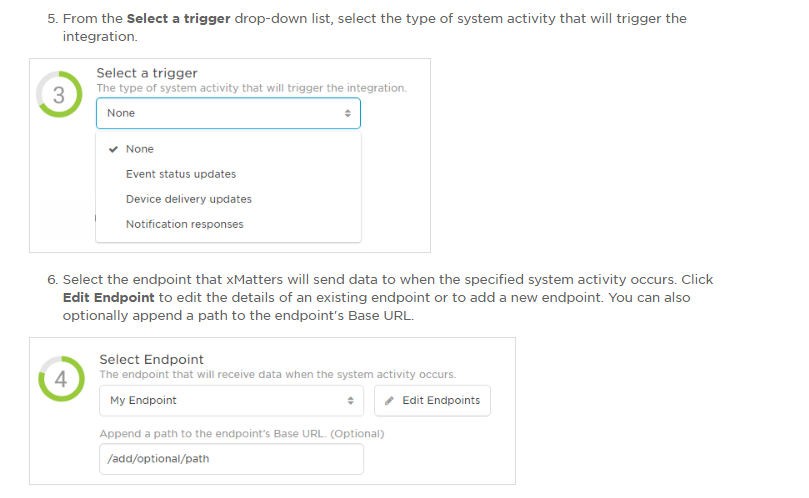 5. From the Select a trigger drop-down list, select the type of system activity that will trigger the
integration.
3
Select a trigger
The type of system activity that will trigger the integration.
None
None
Event status updates
Device delivery updates
Notification responses
6. Select the endpoint that xMatters will send data to when the specified system activity occurs. Click
Edit Endpoint to edit the details of an existing endpoint or to add a new endpoint. You can also
optionally append a path to the endpoint's Base URL.
4
Select Endpoint
The endpoint that will receive data when the system activity occurs.
My Endpoint
Edit Endpoints
Append a path to the endpoint's Base URL. (Optional)
/add/optional/path